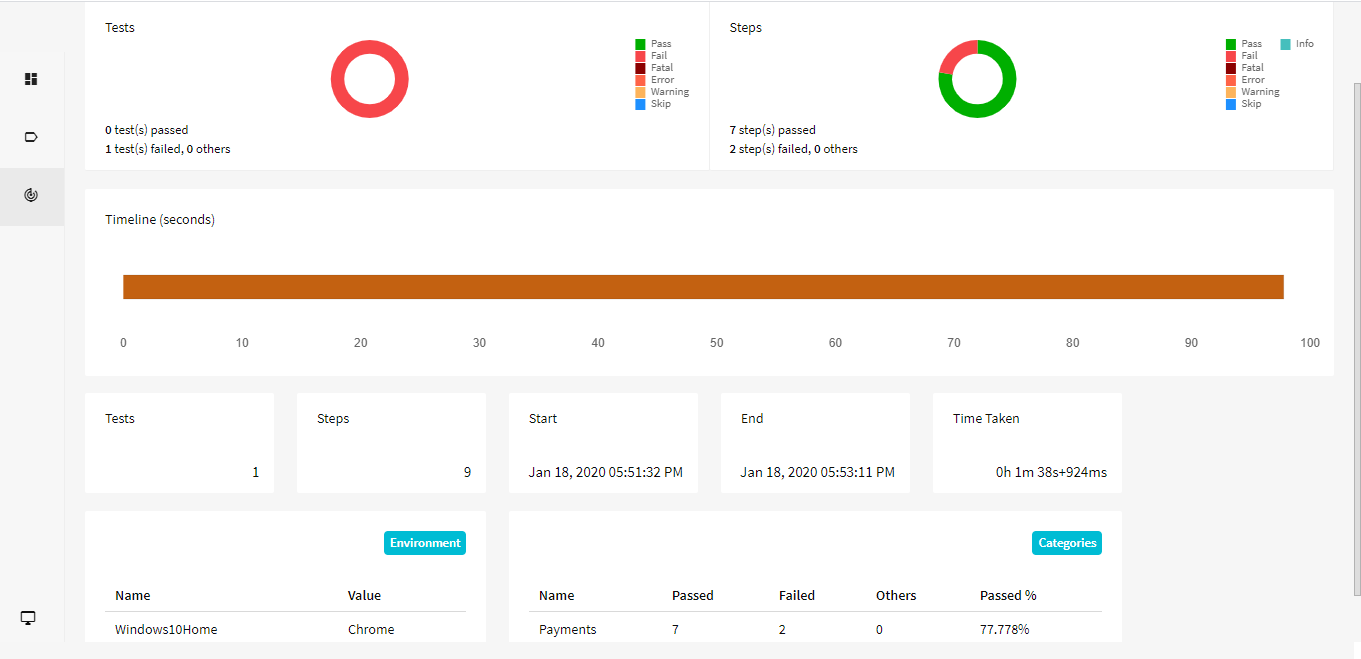 Tests
Pass
Fail
Fatal
Error
Warning
Skip
0 test(s) passed
1 test(s) failed, 0 others
Steps
Pass
Info
Fail
Fatal
Error
Warning
Skip
7 step(s) passed
2 step(s) failed, 0 others
Timeline (seconds)
0 10 20 30 40 50 60 70 80 90 100
Tests
1
Steps
9
Start
Jan 18, 2020 05:51:32 PM
End
Jan 18, 2020 05:53:11 PM
Time Taken
0h 1m 38s+924ms
Environment
Name Value
Windows10Home Chrome
Categories
Name Passed Failed Others Passed %
Payments 7 2 0 77.778%